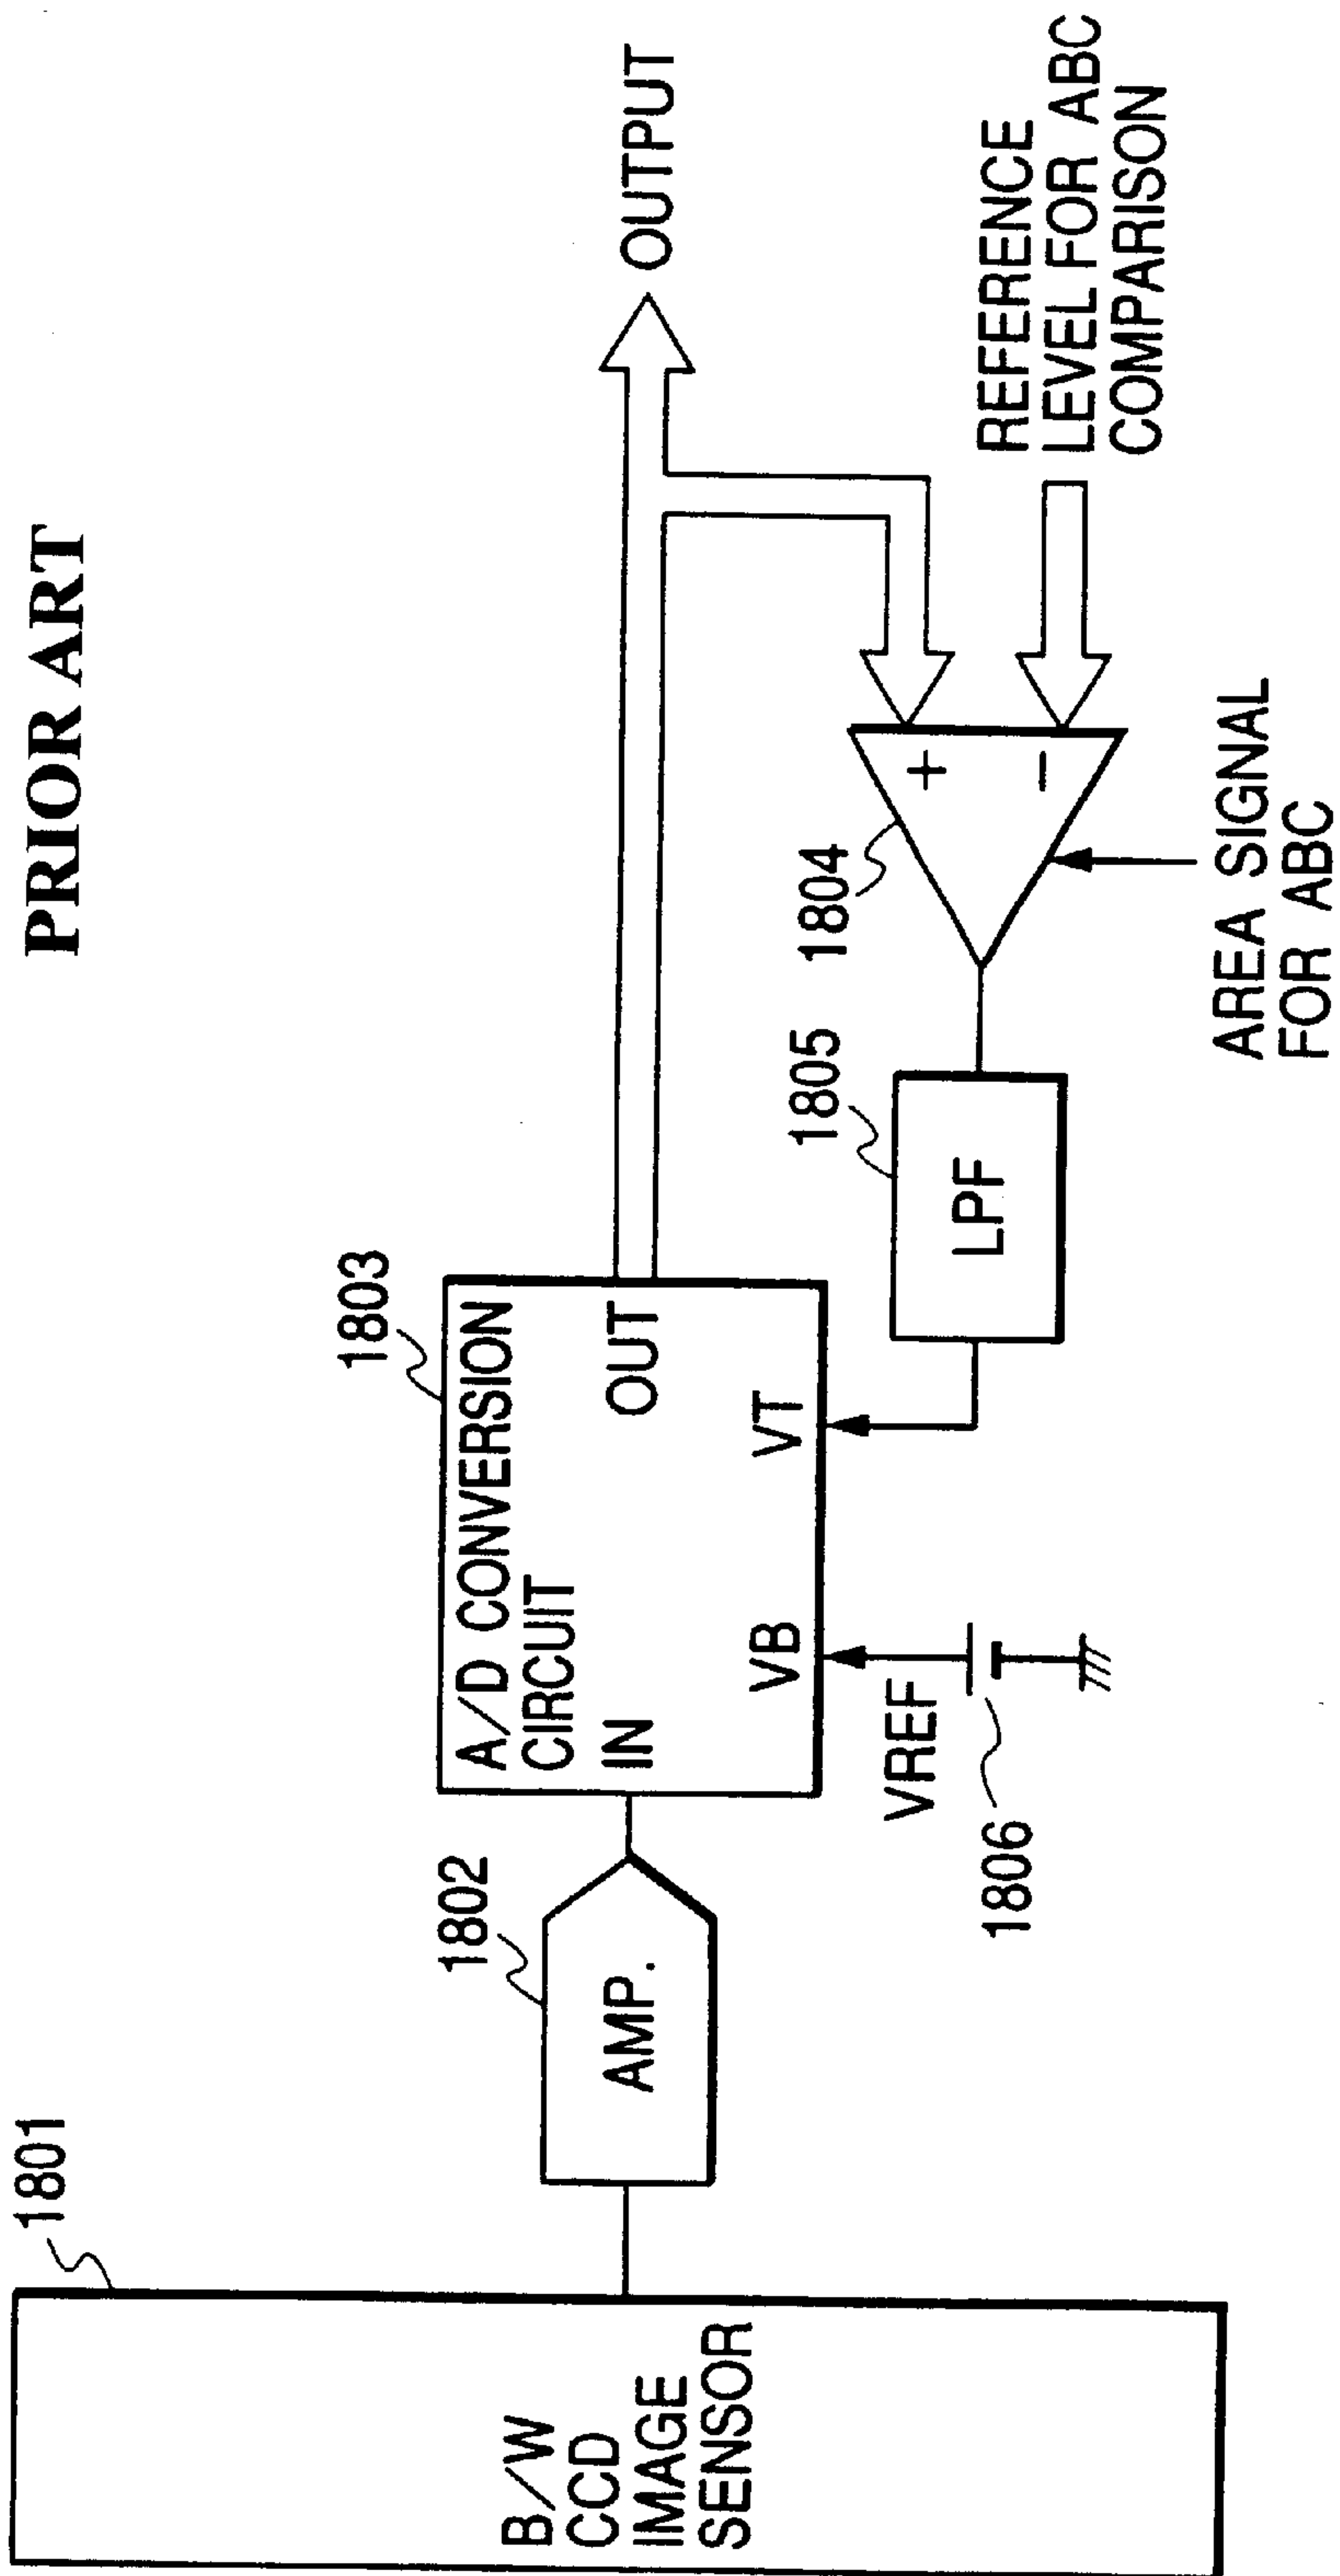 PRIOR ART
1801
B/W
CCD
IMAGE
SENSOR
1802
AMP.
1803
A/D CONVERSION
CIRCUIT
IN
OUT
VB
VT
VREF
1806
1805
LPF
1804
+
−
OUTPUT
REFERENCE
LEVEL FOR ABC
COMPARISON
AREA SIGNAL
FOR ABC